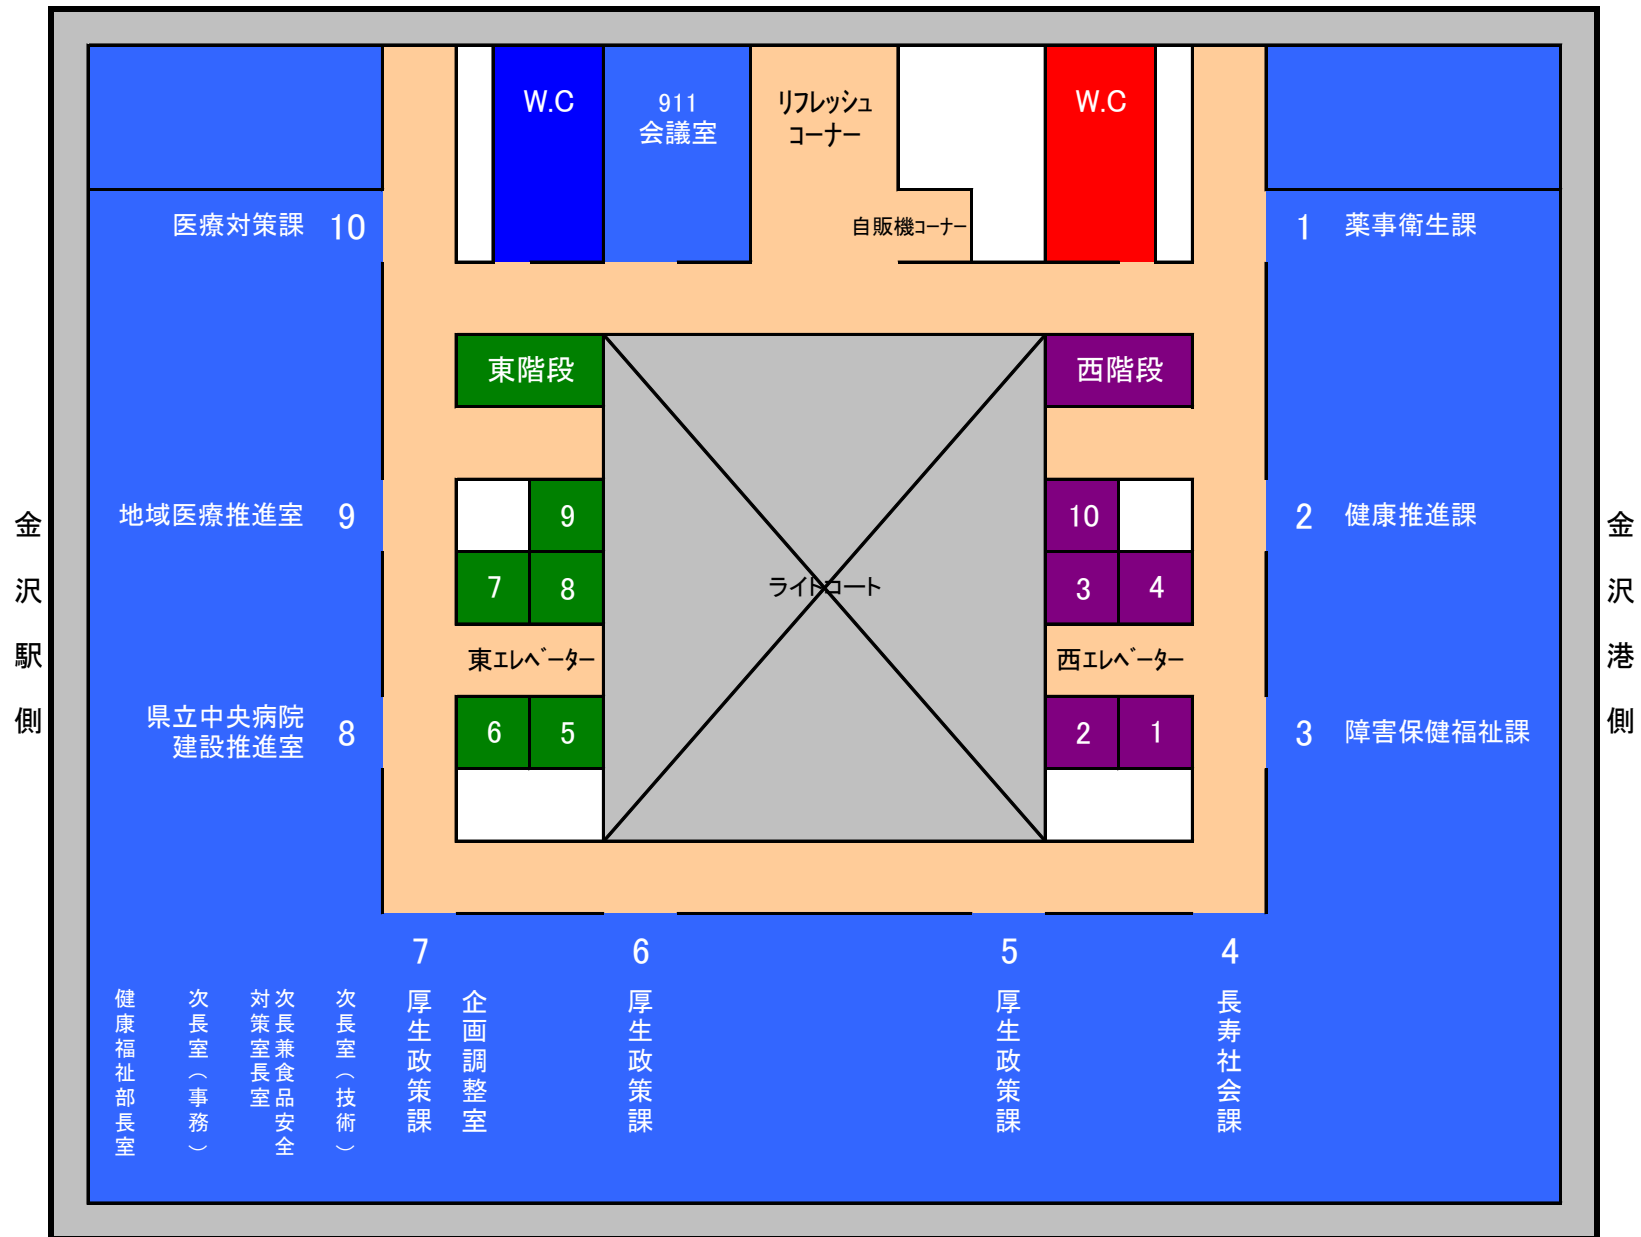 W.C
911
会議室
リフレッシュ
コーナー
W.C
医療対策課 10
自販機コーナー
1 薬事衛生課
東階段
西階段
地域医療推進室 9
9
10
2 健康推進課
7
8
ライトコート
3
4
東エレベーター
西エレベーター
県立中央病院
建設推進室 8
6
5
2
1
3 障害保健福祉課
金沢駅側
金沢港側
7
6
5
4
健康福祉部長室
次長室(事務)
次長兼食品安全
対策室長室
次長室(技術)
厚生政策課
企画調整室
厚生政策課
厚生政策課
長寿社会課